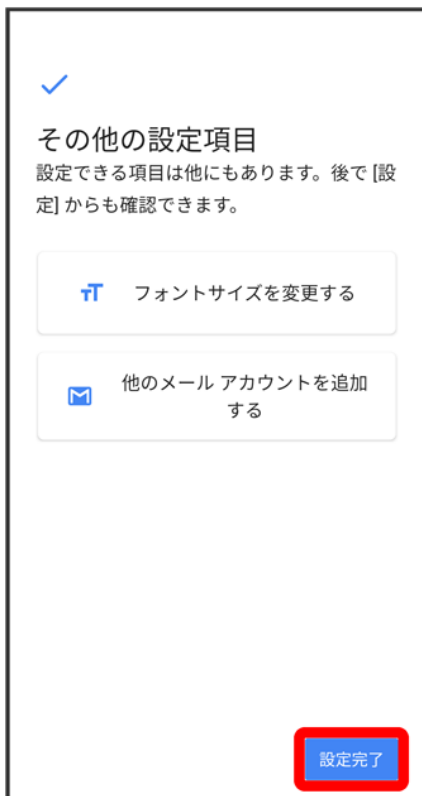 その他の設定項目
設定できる項目は他にもあります。後で [設
定] からも確認できます。
フォントサイズを変更する
他のメール アカウントを追加
する
設定完了